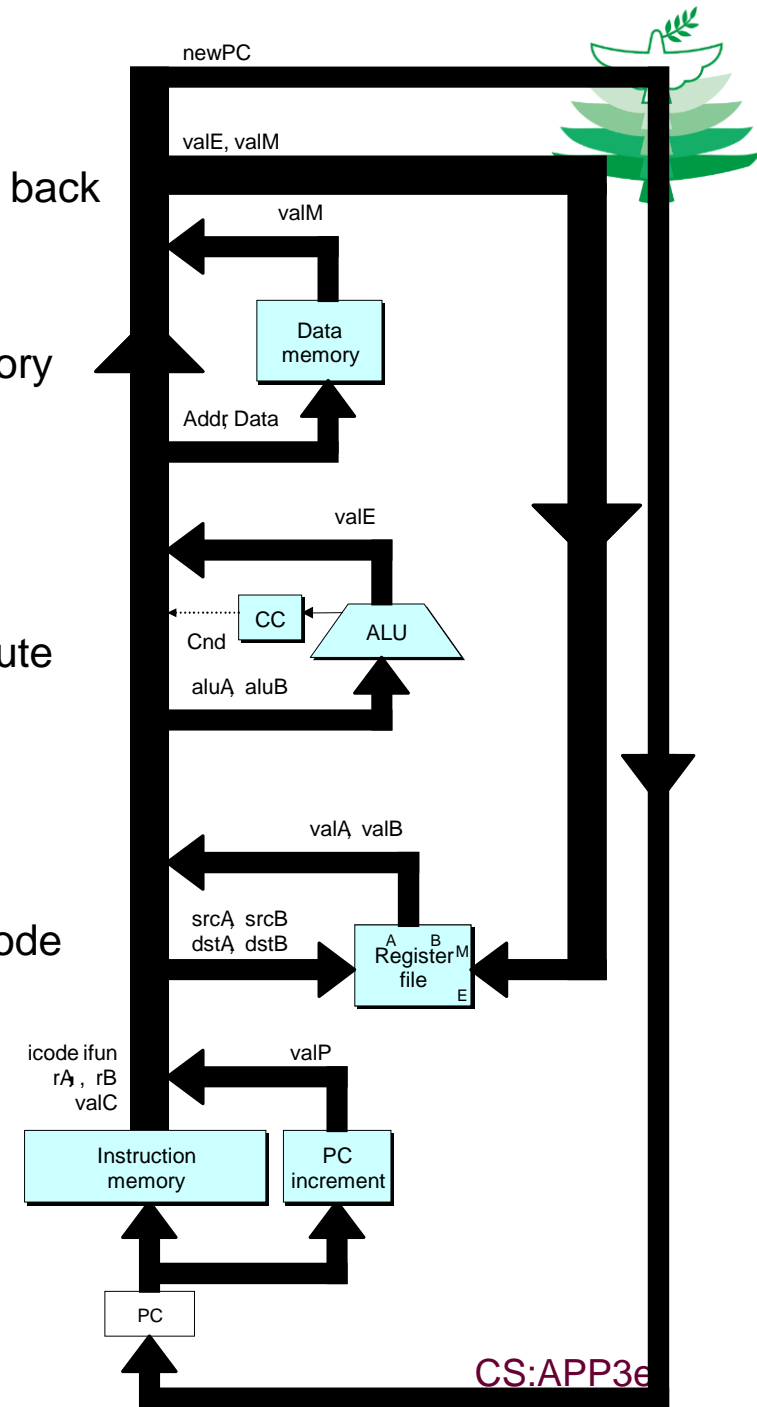 newPC
valE, valM
back
valM
Data
memory
ory
Addr, Data
valE
CC
ALU
Cnd
ute
aluA, aluB
valA, valB
srcA, srcB
dstA, dstB
ode
A B
Register M
file
E
icode ifun
rA, rB
valC
valP
Instruction
memory
PC
increment
PC
CS:APP3e